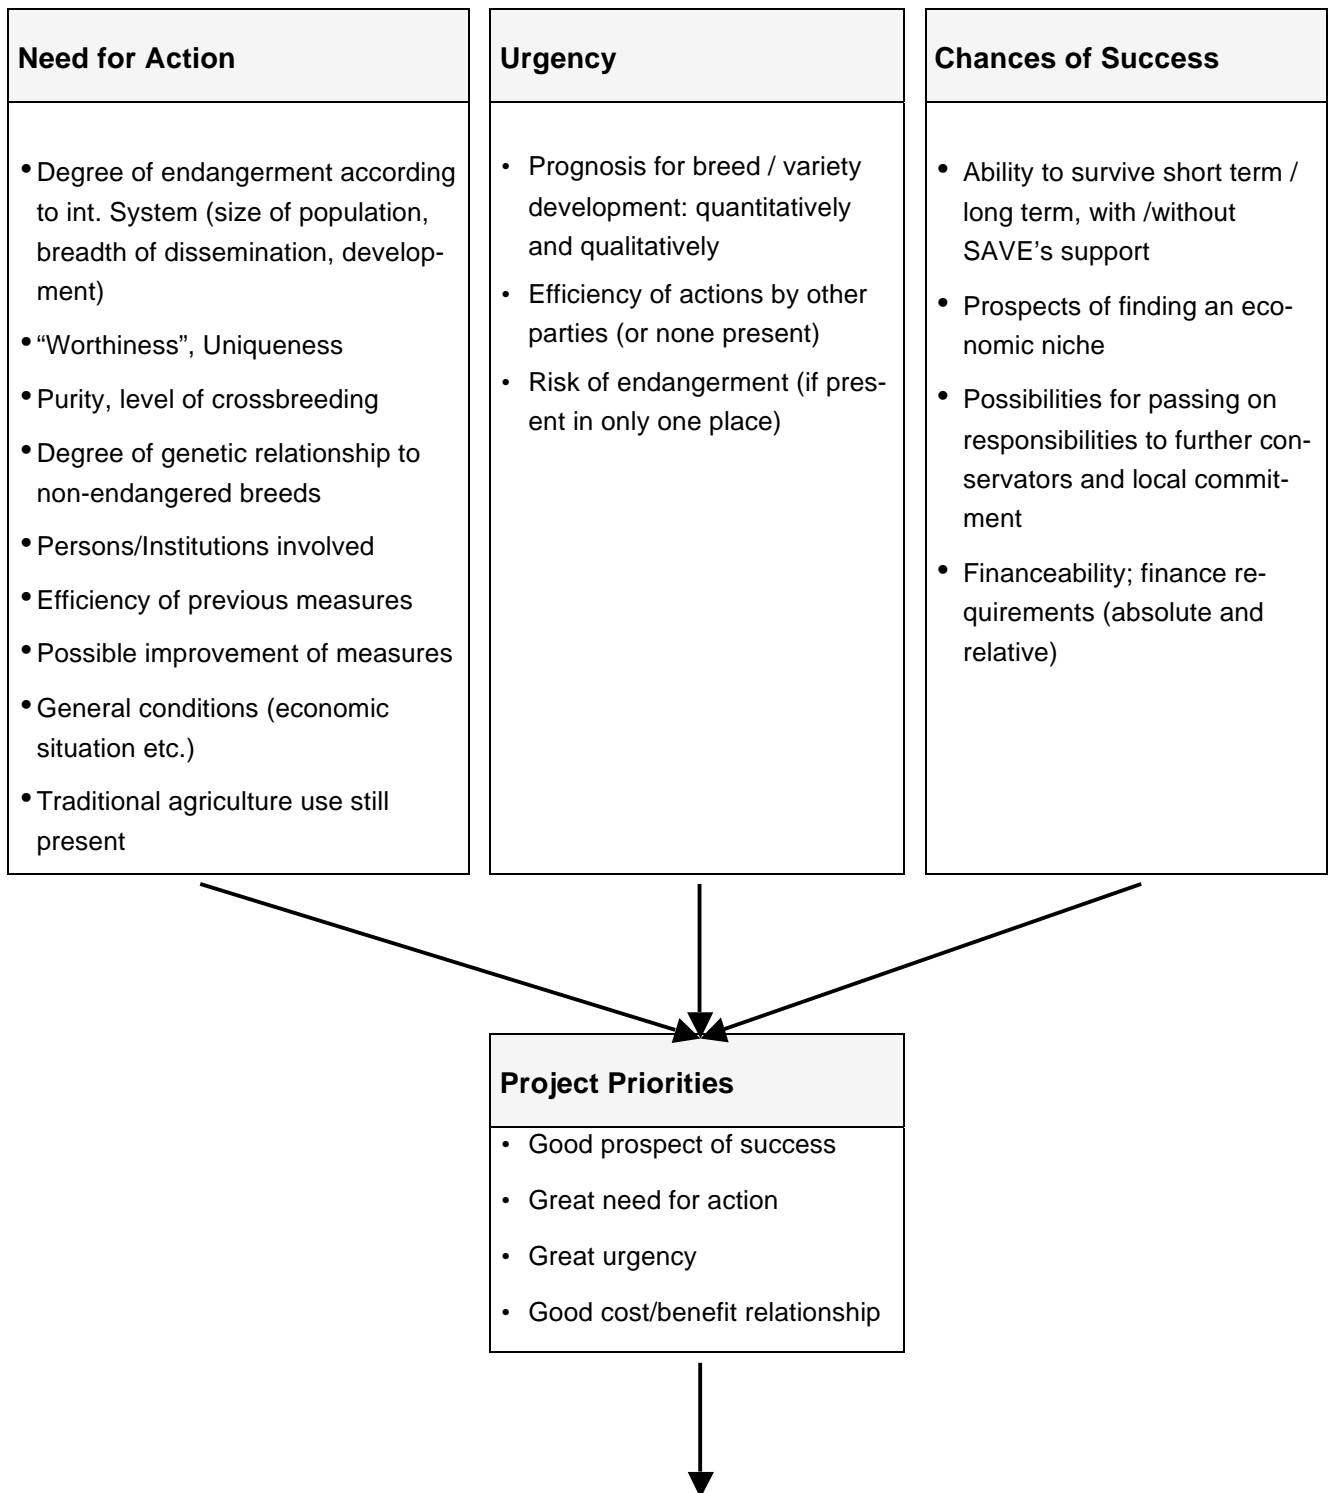 Need for Action
• Degree of endangerment according
to int. System (size of population,
breadth of dissemination, develop-
ment)
• “Worthiness”, Uniqueness
• Purity, level of crossbreeding
• Degree of genetic relationship to
non-endangered breeds
• Persons/Institutions involved
• Efficiency of previous measures
• Possible improvement of measures
• General conditions (economic
situation etc.)
• Traditional agriculture use still
present
Urgency
• Prognosis for breed / variety
development: quantitatively
and qualitatively
• Efficiency of actions by other
parties (or none present)
• Risk of endangerment (if pres-
ent in only one place)
Chances of Success
• Ability to survive short term /
long term, with /without
SAVE’s support
• Prospects of finding an eco-
nomic niche
• Possibilities for passing on
responsibilities to further con-
servators and local commit-
ment
• Financeability; finance re-
quirements (absolute and
relative)
Project Priorities
• Good prospect of success
• Great need for action
• Great urgency
• Good cost/benefit relationship